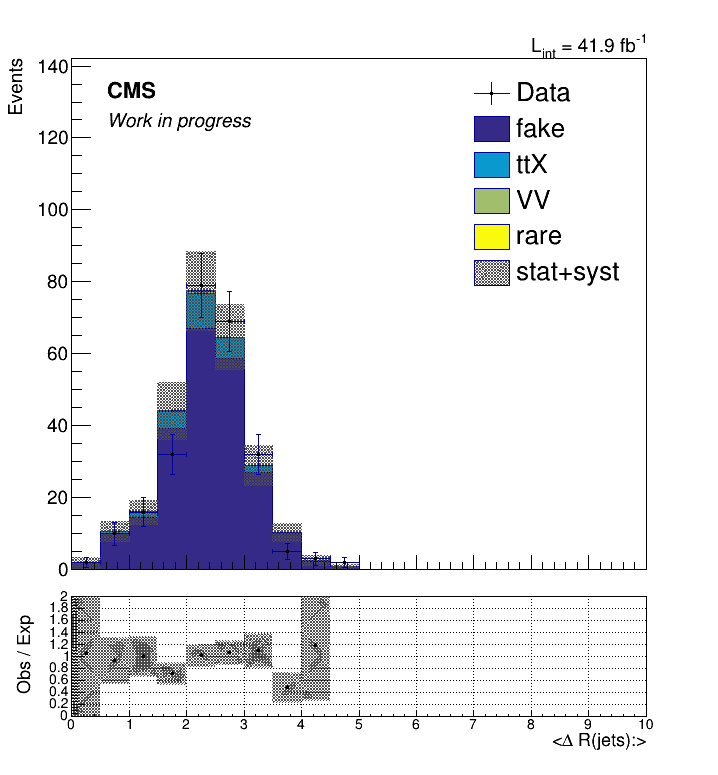 L_int = 41.9 fb^-1
Events
140
120
100
80
60
40
20
0
CMS
Work in progress
Data
fake
ttX
VV
rare
stat+syst
Obs / Exp
2
1.8
1.6
1.4
1.2
1
0.8
0.6
0.4
0.2
0
0 1 2 3 4 5 6 7 8 9 10
<Δ R(jets):>